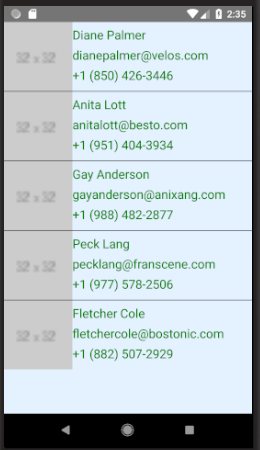 2:35
32 x 32
Diane Palmer
dianepalmer@velos.com
+1 (850) 426-3446
32 x 32
Anita Lott
anitalott@besto.com
+1 (951) 404-3934
32 x 32
Gay Anderson
gayanderson@anixang.com
+1 (988) 482-2877
32 x 32
Peck Lang
pecklang@franscene.com
+1 (977) 578-2506
32 x 32
Fletcher Cole
fletchercole@bostonic.com
+1 (882) 507-2929